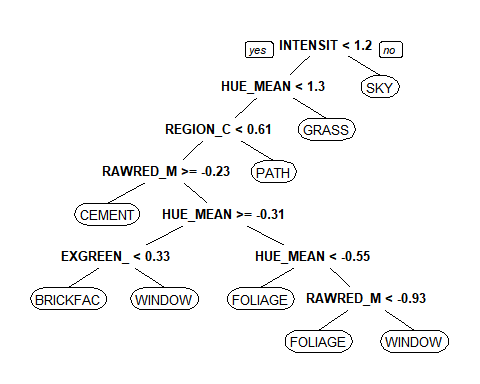 yes INTENSIT < 1.2 no
HUE_MEAN < 1.3 SKY
REGION_C < 0.61 GRASS
RAWRED_M >= -0.23 PATH
CEMENT HUE_MEAN >= -0.31
EXGREEN_ < 0.33 HUE_MEAN < -0.55
BRICKFAC WINDOW FOLIAGE RAWRED_M < -0.93
FOLIAGE WINDOW